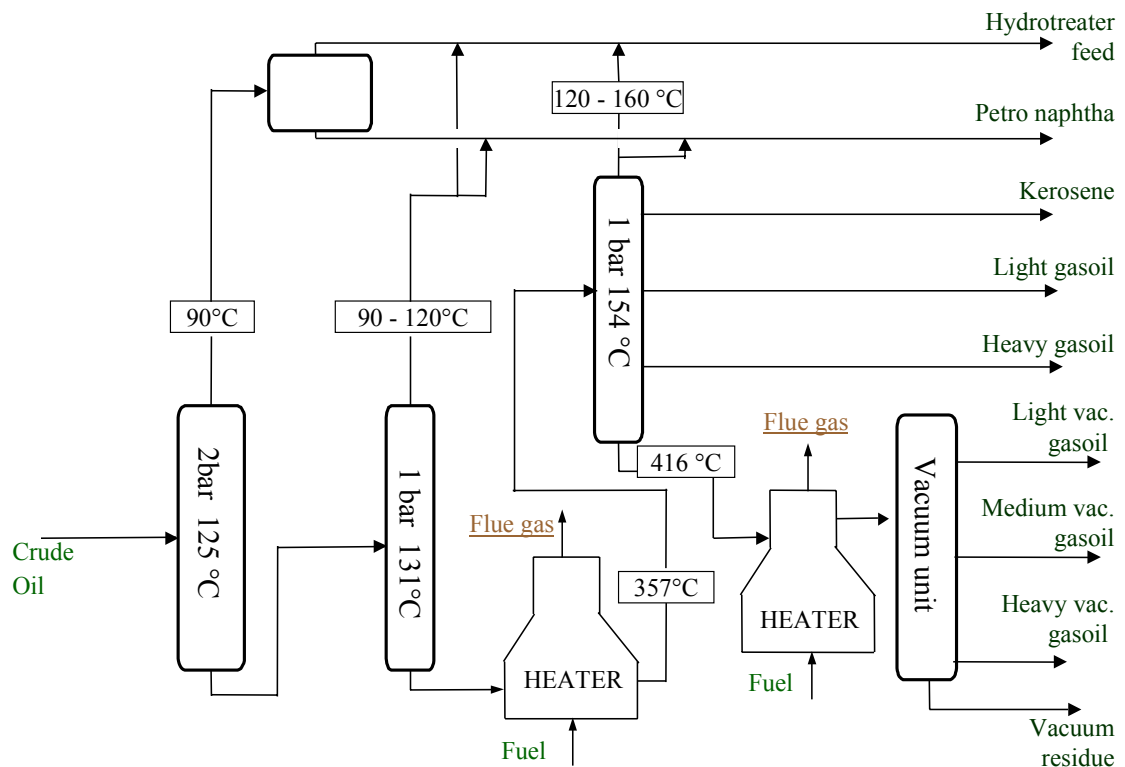 Hydrotreater
feed
120 - 160 °C
Petro naphtha
Kerosene
1 bar 154 °C
Light gasoil
90°C
90 - 120°C
Heavy gasoil
Light vac.
gasoil
Flue gas
416 °C
2bar 125 °C
1 bar 131°C
Vacuum unit
Medium vac.
gasoil
Flue gas
Crude
Oil
357°C
Heavy vac.
gasoil
HEATER
HEATER
Fuel
Fuel
Vacuum
residue